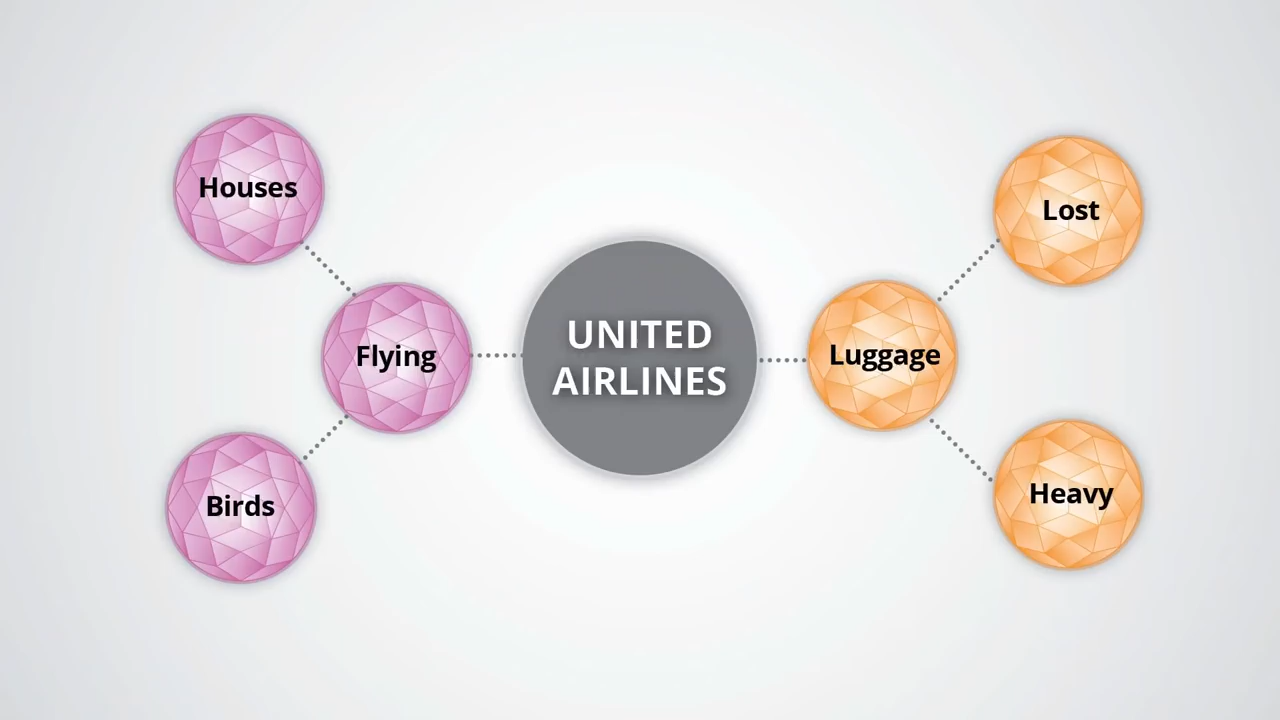 Houses
Lost
UNITED
AIRLINES
Flying
Luggage
Birds
Heavy